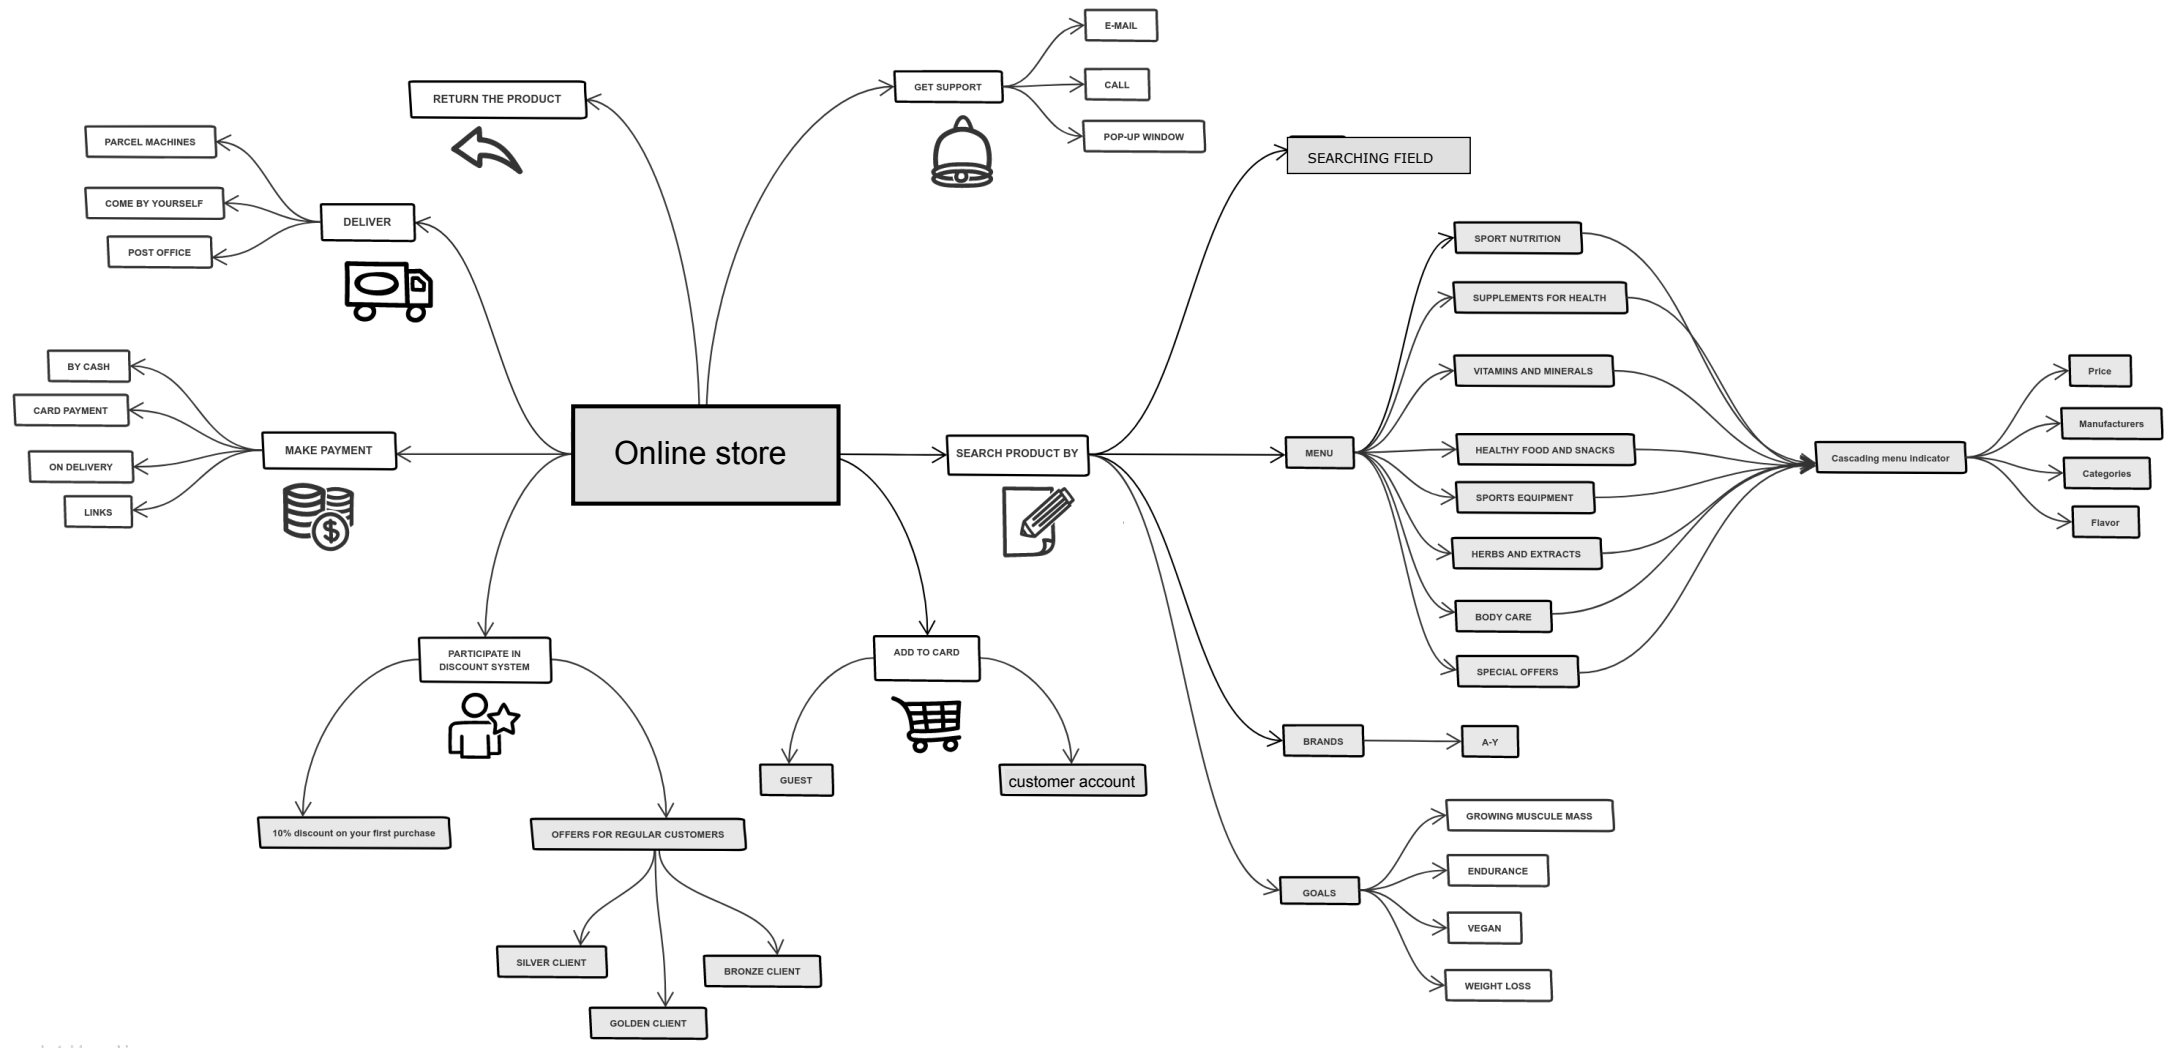 E-MAIL
GET SUPPORT
CALL
POP-UP WINDOW
RETURN THE PRODUCT
PARCEL MACHINES
COME BY YOURSELF
POST OFFICE
DELIVER
BY CASH
CARD PAYMENT
ON DELIVERY
LINKS
MAKE PAYMENT
$
Online store
SEARCH PRODUCT BY
SEARCHING FIELD
MENU
SPORT NUTRITION
SUPPLEMENTS FOR HEALTH
VITAMINS AND MINERALS
HEALTHY FOOD AND SNACKS
SPORTS EQUIPMENT
HERBS AND EXTRACTS
BODY CARE
SPECIAL OFFERS
Cascading menu indicator
Price
Manufacturers
Categories
Flavor
BRANDS
A-Y
GOALS
GROWING MUSCULE MASS
ENDURANCE
VEGAN
WEIGHT LOSS
PARTICIPATE IN
DISCOUNT SYSTEM
10% discount on your first purchase
OFFERS FOR REGULAR CUSTOMERS
SILVER CLIENT
BRONZE CLIENT
GOLDEN CLIENT
ADD TO CARD
GUEST
customer account